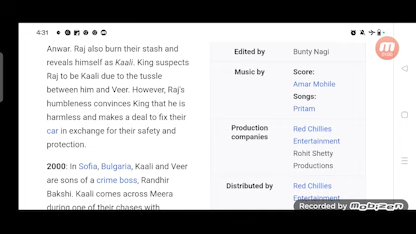 4:31
Anwar. Raj also burn their stash and
reveals himself as Kaali. King suspects
Raj to be Kaali due to the tussle
between him and Veer. However, Raj's
humbleness convinces King that he is
harmless and makes a deal to fix their
car in exchange for their safety and
protection.
2000: In Sofia, Bulgaria, Kaali and Veer
are sons of a crime boss, Randhir
Bakshi. Kaali comes across Meera
during one of their chases with
Edited by Bunty Nagi
Music by Score:
Amar Mohile
Songs:
Pritam
Production Red Chillies
companies Entertainment
Rohit Shetty
Productions
Distributed by Red Chillies
Entertainment
Recorded by Mobizen